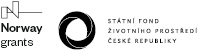 Norway
grants
STÁTNÍ FOND
ŽIVOTNÍHO PROSTŘEDÍ
ČESKÉ REPUBLIKY